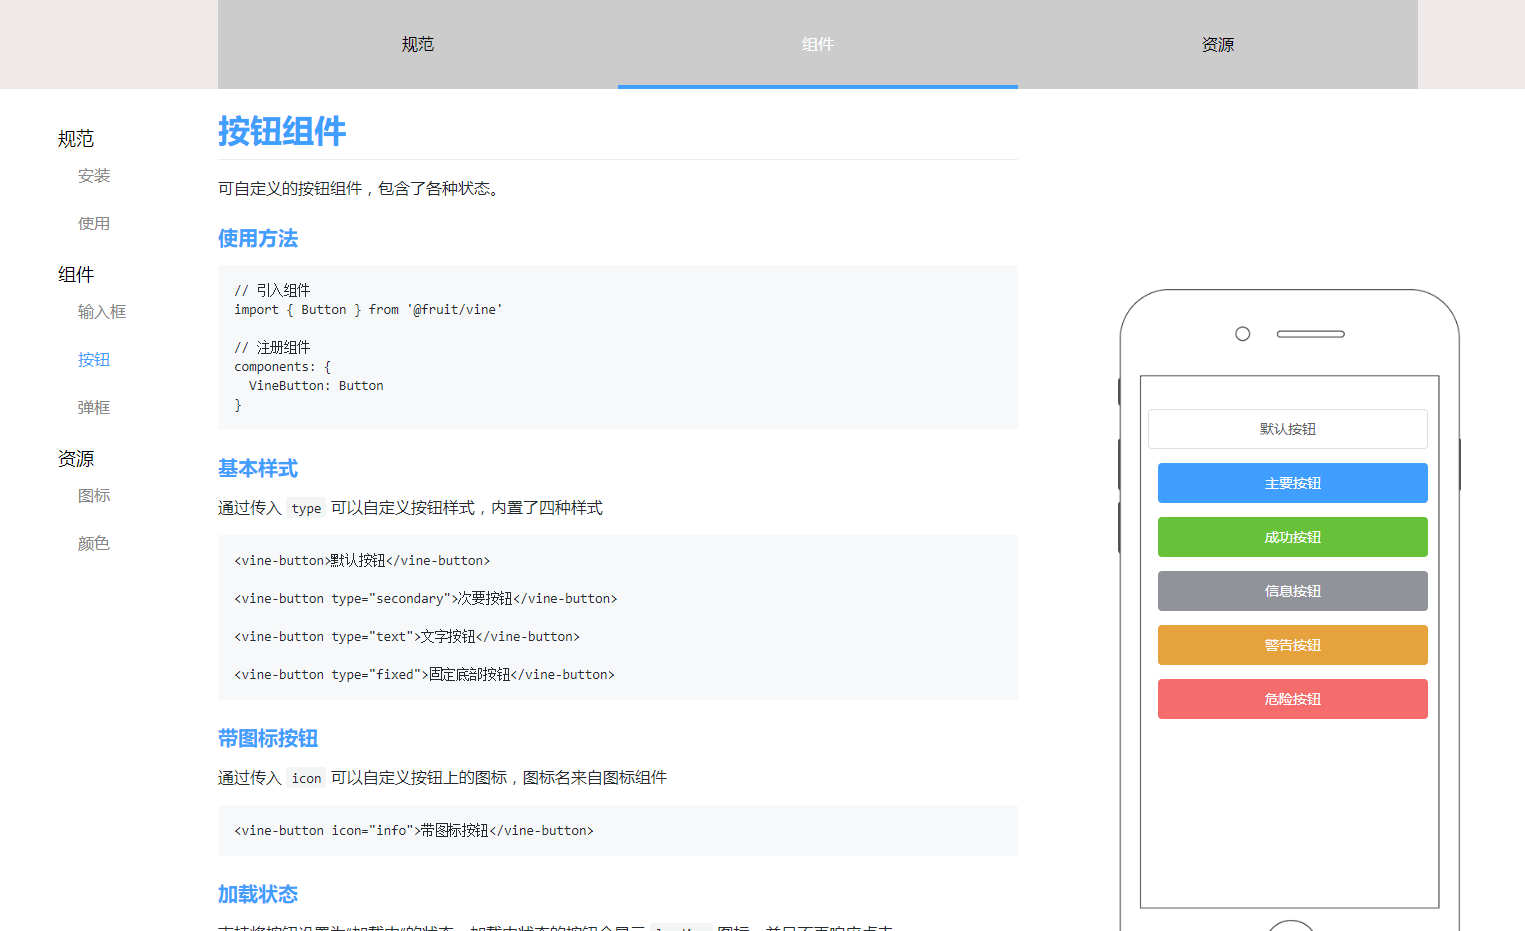 规范
组件
资源
规范
安装
使用
组件
输入框
按钮
弹框
资源
图标
颜色
按钮组件
可自定义的按钮组件，包含了各种状态。
使用方法
// 引入组件
import { Button } from '@fruit/vine'
// 注册组件
components: {
  VineButton: Button
}
基本样式
通过传入 type 可以自定义按钮样式，内置了四种样式
<vine-button>默认按钮</vine-button>
<vine-button type="secondary">次要按钮</vine-button>
<vine-button type="text">文字按钮</vine-button>
<vine-button type="fixed">固定底部按钮</vine-button>
带图标按钮
通过传入 icon 可以自定义按钮上的图标，图标名来自图标组件
<vine-button icon="info">带图标按钮</vine-button>
加载状态
默认按钮
主要按钮
成功按钮
信息按钮
警告按钮
危险按钮